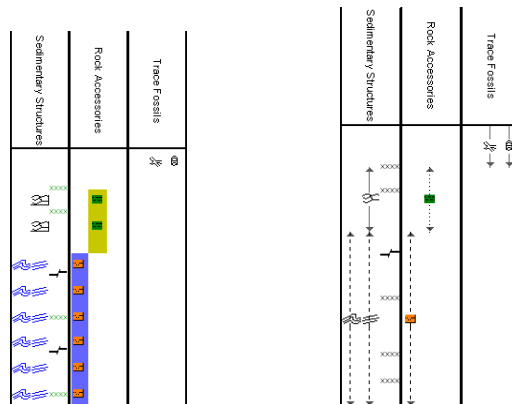 Sedimentary Structures
Rock Accessories
Trace Fossils
Sedimentary Structures
Rock Accessories
Trace Fossils